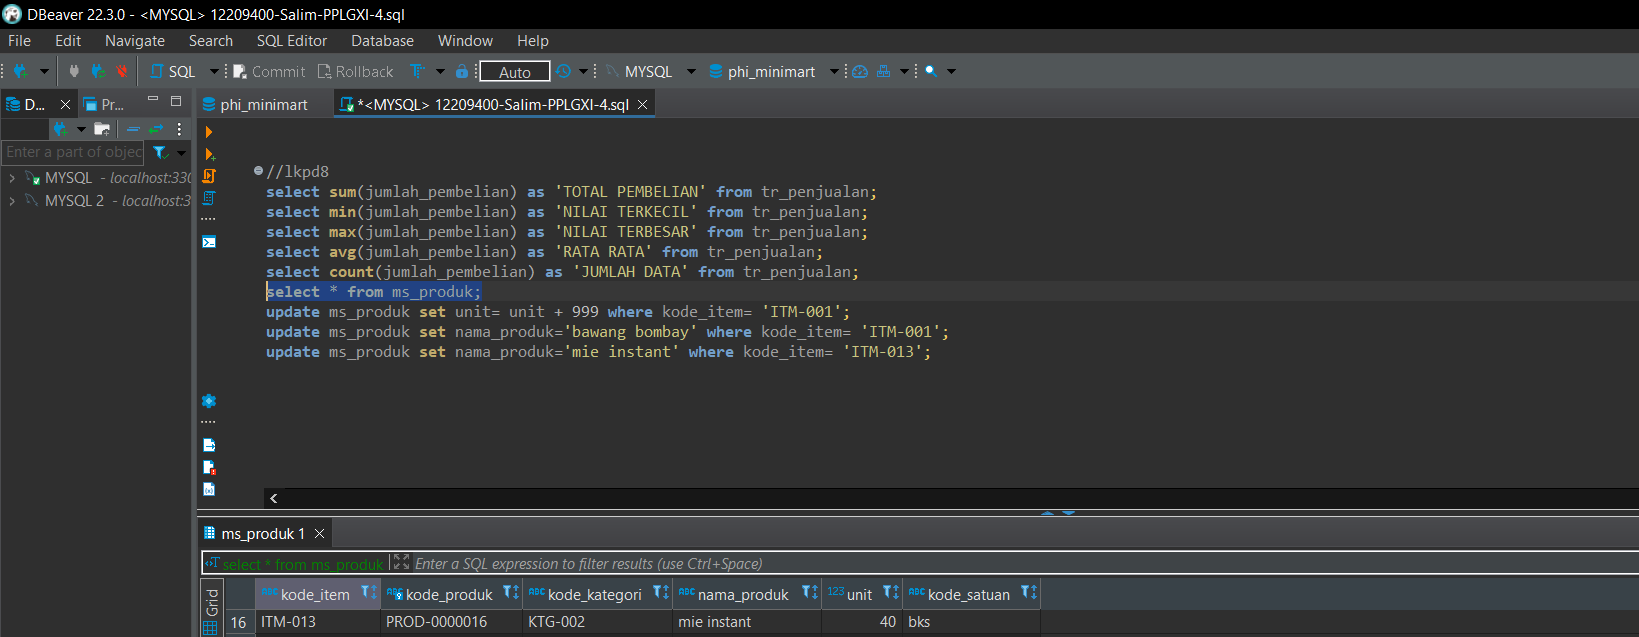 DBeaver 22.3.0 - <MYSQL> 12209400-Salim-PPLGXI-4.sql
File Edit Navigate Search SQL Editor Database Window Help
SQL Commit Rollback Auto MYSQL phi_minimart
D... Pr... phi_minimart *<MYSQL> 12209400-Salim-PPLGXI-4.sql
Enter a part of objec
MYSQL - localhost:330
MYSQL 2 - localhost:3
//lkpd8
select sum(jumlah_pembelian) as 'TOTAL PEMBELIAN' from tr_penjualan;
select min(jumlah_pembelian) as 'NILAI TERKECIL' from tr_penjualan;
select max(jumlah_pembelian) as 'NILAI TERBESAR' from tr_penjualan;
select avg(jumlah_pembelian) as 'RATA RATA' from tr_penjualan;
select count(jumlah_pembelian) as 'JUMLAH DATA' from tr_penjualan;
select * from ms_produk;
update ms_produk set unit= unit + 999 where kode_item= 'ITM-001';
update ms_produk set nama_produk='bawang bombay' where kode_item= 'ITM-001';
update ms_produk set nama_produk='mie instant' where kode_item= 'ITM-013';
ms_produk 1
select * from ms_produk Enter a SQL expression to filter results (use Ctrl+Space)
Grid
ABC kode_item ABC kode_produk ABC kode_kategori ABC nama_produk 123 unit ABC kode_satuan
16 ITM-013 PROD-0000016 KTG-002 mie instant 40 bks